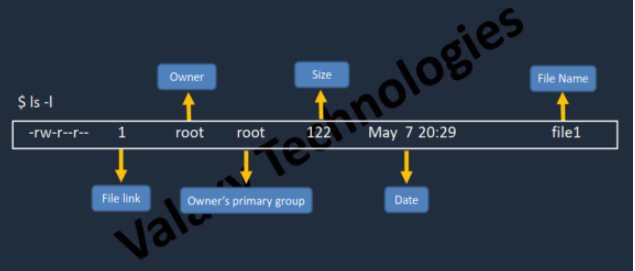 Owner
Size
File Name
$ ls -l
-rw-r--r-- 1 root root 122 May 7 20:29 file1
File link
Owner's primary group
Date
Valaxy Technologies